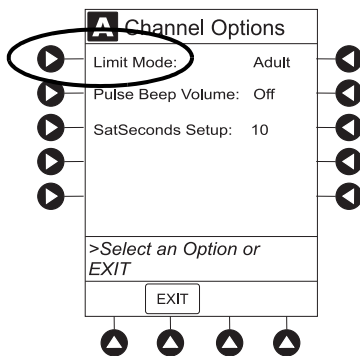 A Channel Options
Limit Mode: Adult
Pulse Beep Volume: Off
SatSeconds Setup: 10
>Select an Option or
EXIT
EXIT